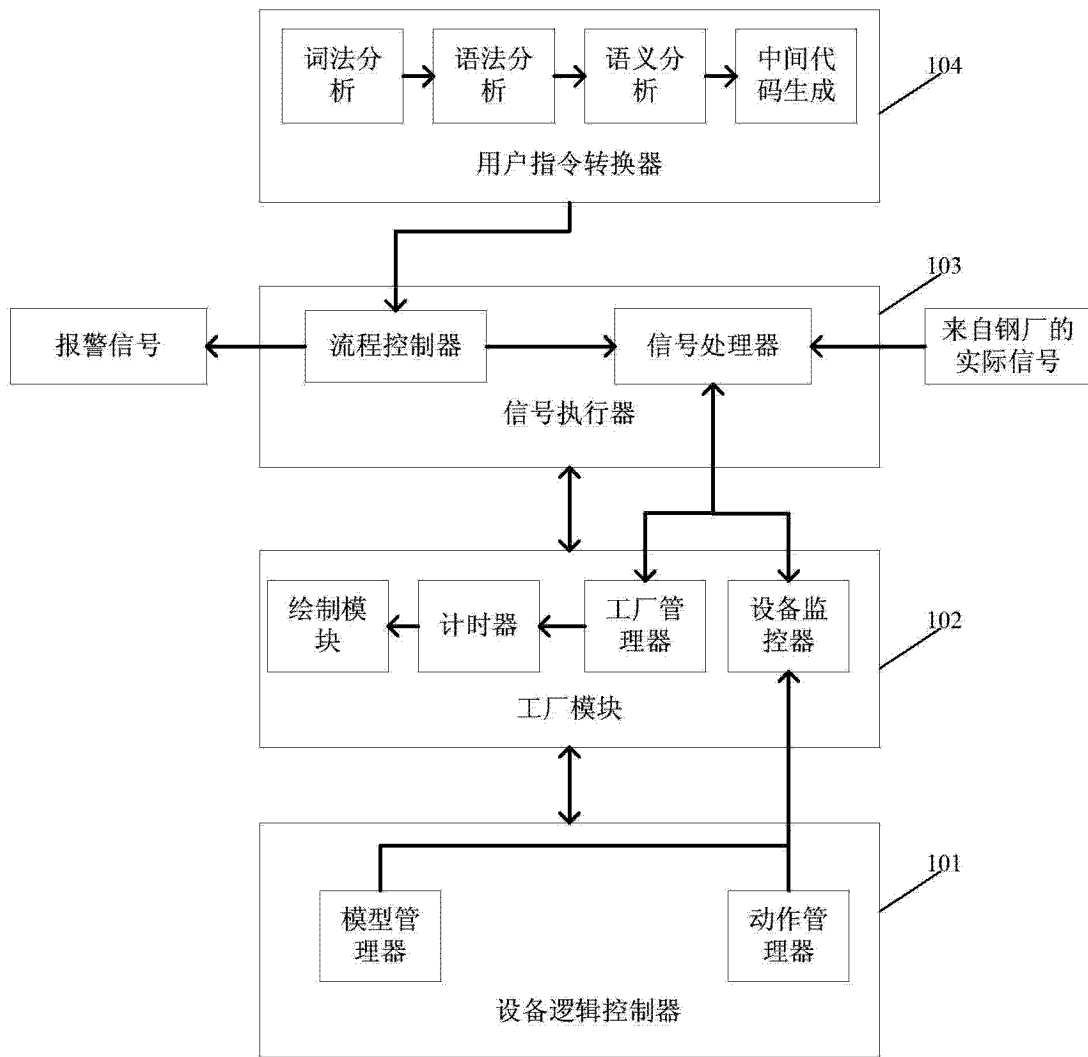 词法分
析
语法分
析
语义分
析
中间代
码生成
104
用户指令转换器
103
报警信号
流程控制器
信号处理器
来自钢厂的
实际信号
信号执行器
绘制模
块
计时器
工厂管
理器
设备监
控器
102
工厂模块
101
模型管
理器
动作管
理器
设备逻辑控制器